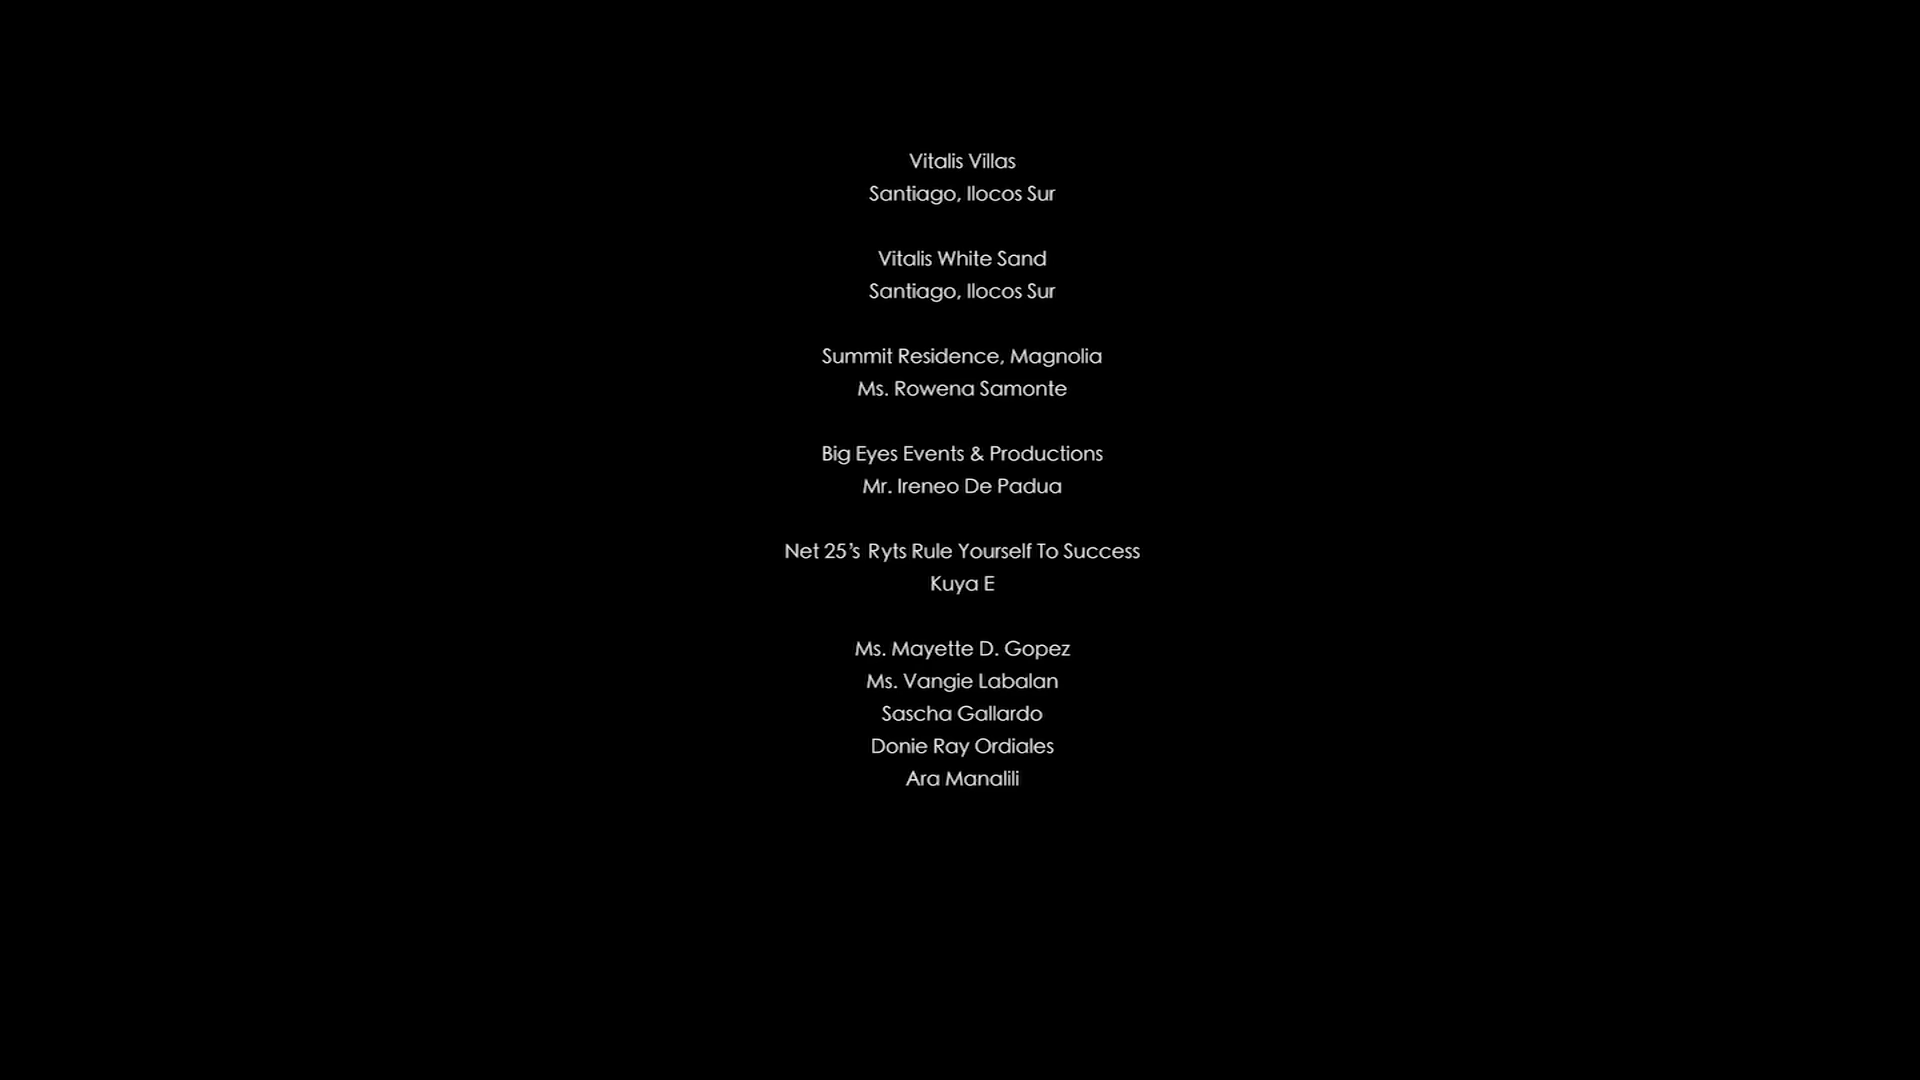 Vitalis Villas
Santiago, Ilocos Sur
Vitalis White Sand
Santiago, Ilocos Sur
Summit Residence, Magnolia
Ms. Rowena Samonte
Big Eyes Events & Productions
Mr. Ireneo De Padua
Net 25’s Ryts Rule Yourself To Success
Kuya E
Ms. Mayette D. Gopez
Ms. Vangie Labalan
Sascha Gallardo
Donie Ray Ordiales
Ara Manalili